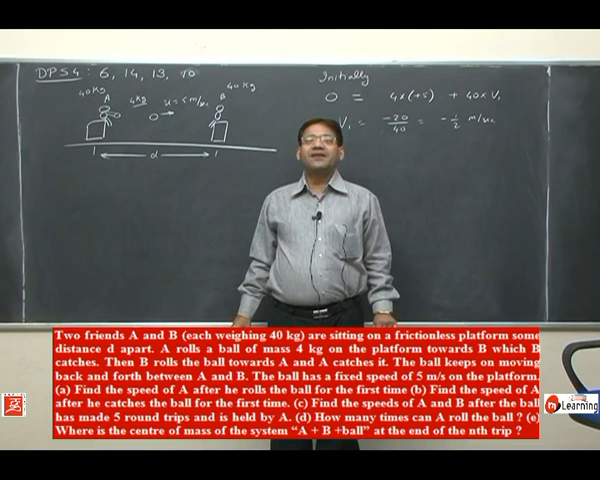 DPS4 : 6, 14, 13, 10
Initially
40kg
A
4kg
u = 5 m/sec
B
40 kg
0 = 4×(+5) + 40×V1
V1 = -20/40 = -1/2 m/sec
d
Two friends A and B (each weighing 40 kg) are sitting on a frictionless platform some
distance d apart. A rolls a ball of mass 4 kg on the platform towards B which B
catches. Then B rolls the ball towards A and A catches it. The ball keeps on moving
back and forth between A and B. The ball has a fixed speed of 5 m/s on the platform.
(a) Find the speed of A after he rolls the ball for the first time (b) Find the speed of A
after he catches the ball for the first time. (c) Find the speeds of A and B after the ball
has made 5 round trips and is held by A. (d) How many times can A roll the ball ? (e)
Where is the centre of mass of the system “A + B +ball” at the end of the nth trip ?
Learning